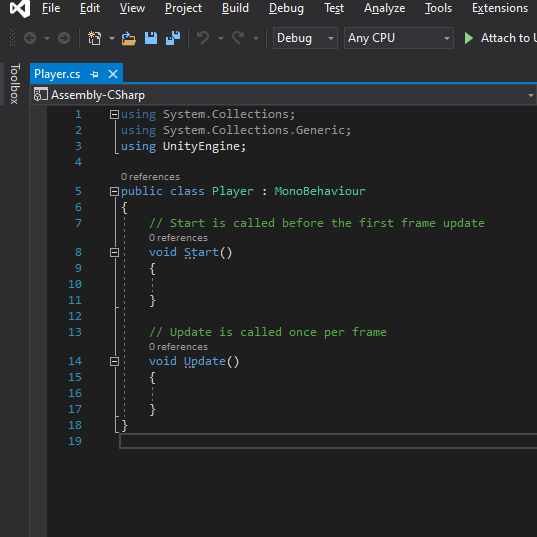 File Edit View Project Build Debug Test Analyze Tools Extensions
Debug Any CPU Attach to U
Toolbox
Player.cs
Assembly-CSharp
1 using System.Collections;
2 using System.Collections.Generic;
3 using UnityEngine;
4
0 references
5 public class Player : MonoBehaviour
6 {
7 // Start is called before the first frame update
0 references
8 void Start()
9 {
10
11 }
12
13 // Update is called once per frame
0 references
14 void Update()
15 {
16
17 }
18 }
19